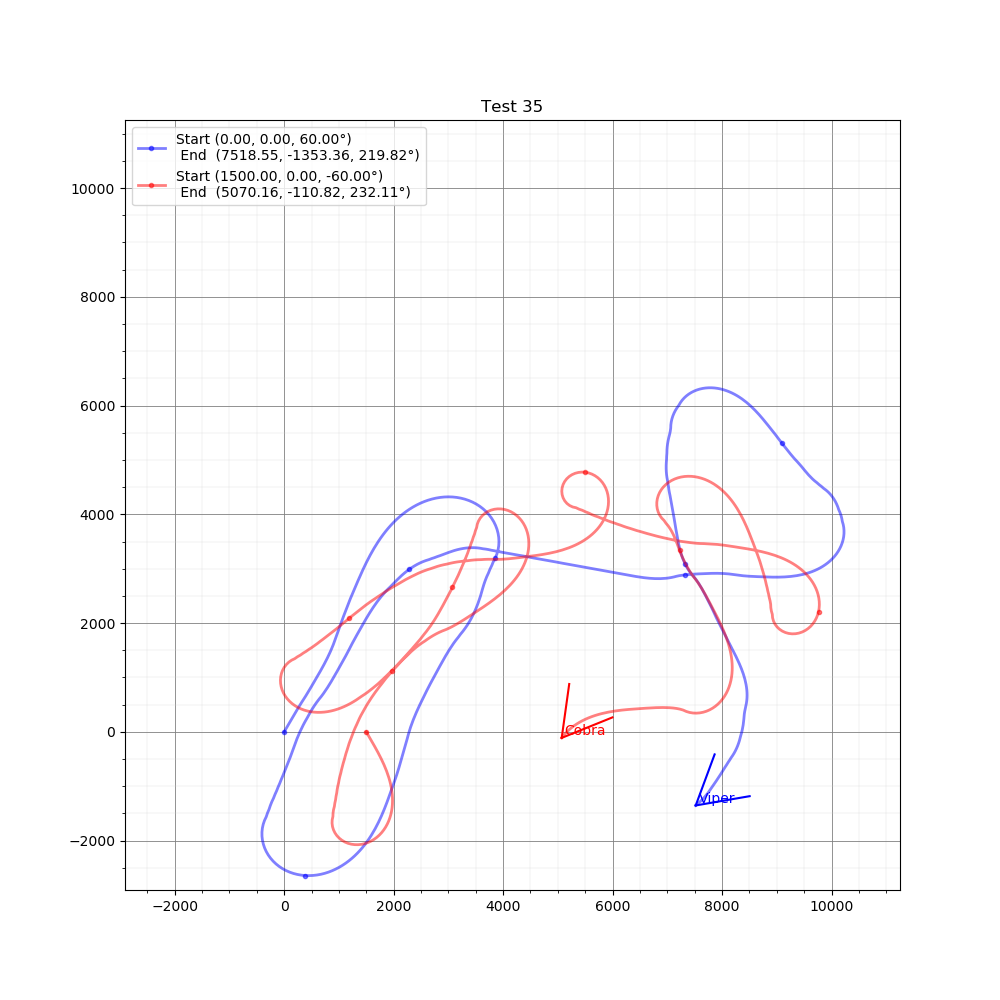 Test 35
Start (0.00, 0.00, 60.00°)
End (7518.55, -1353.36, 219.82°)
Start (1500.00, 0.00, -60.00°)
End (5070.16, -110.82, 232.11°)
10000
8000
6000
4000
2000
0
−2000
Cobra
Viper
−2000 0 2000 4000 6000 8000 10000